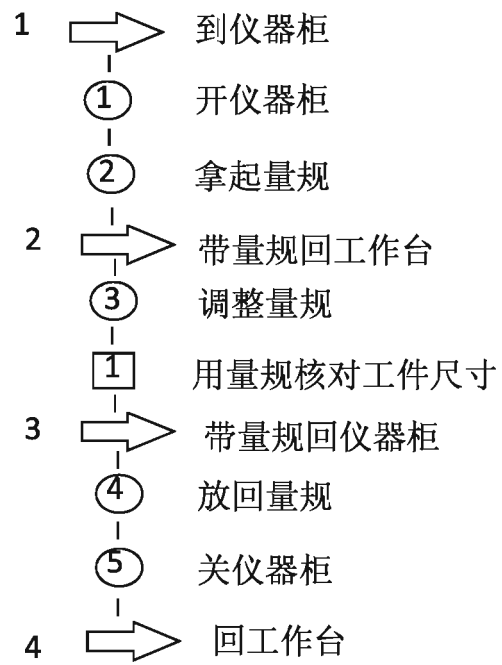 1 到仪器柜
1 开仪器柜
2 拿起量规
2 带量规回工作台
3 调整量规
1 用量规核对工件尺寸
3 带量规回仪器柜
4 放回量规
5 关仪器柜
4 回工作台